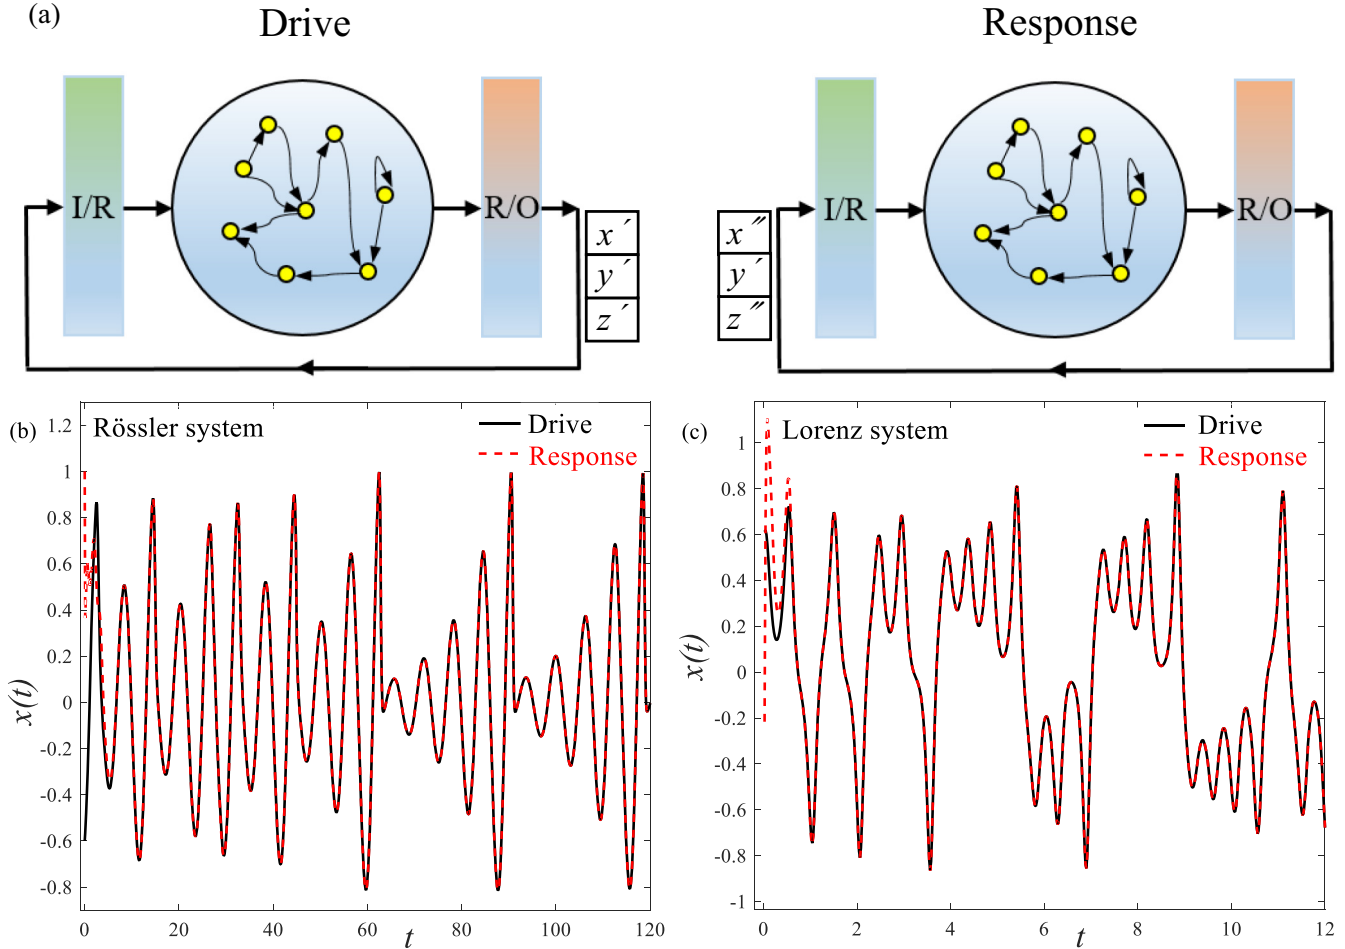 (a)
Drive
Response
I/R
R/O
x´
y´
z´
x˝
y´
z˝
I/R
R/O
(b)
Rössler system
Drive
Response
1.2
1
0.8
0.6
0.4
0.2
0
-0.2
-0.4
-0.6
-0.8
x(t)
0
20
40
60
80
100
120
t
(c)
Lorenz system
Drive
Response
1
0.8
0.6
0.4
0.2
0
-0.2
-0.4
-0.6
-0.8
-1
x(t)
0
2
4
6
8
10
12
t